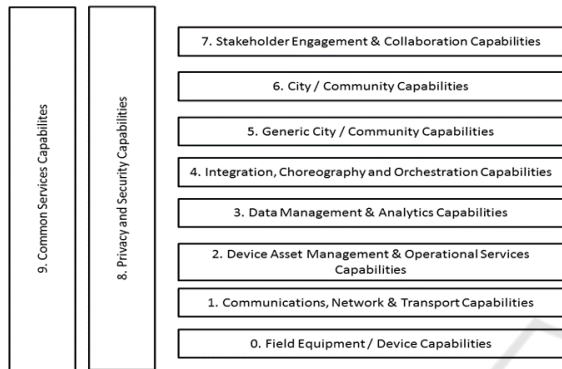 9. Common Services Capabilites
8. Privacy and Security Capabilities
7. Stakeholder Engagement & Collaboration Capabilities
6. City / Community Capabilities
5. Generic City / Community Capabilities
4. Integration, Choreography and Orchestration Capabilities
3. Data Management & Analytics Capabilities
2. Device Asset Management & Operational Services
Capabilities
1. Communications, Network & Transport Capabilities
0. Field Equipment / Device Capabilities